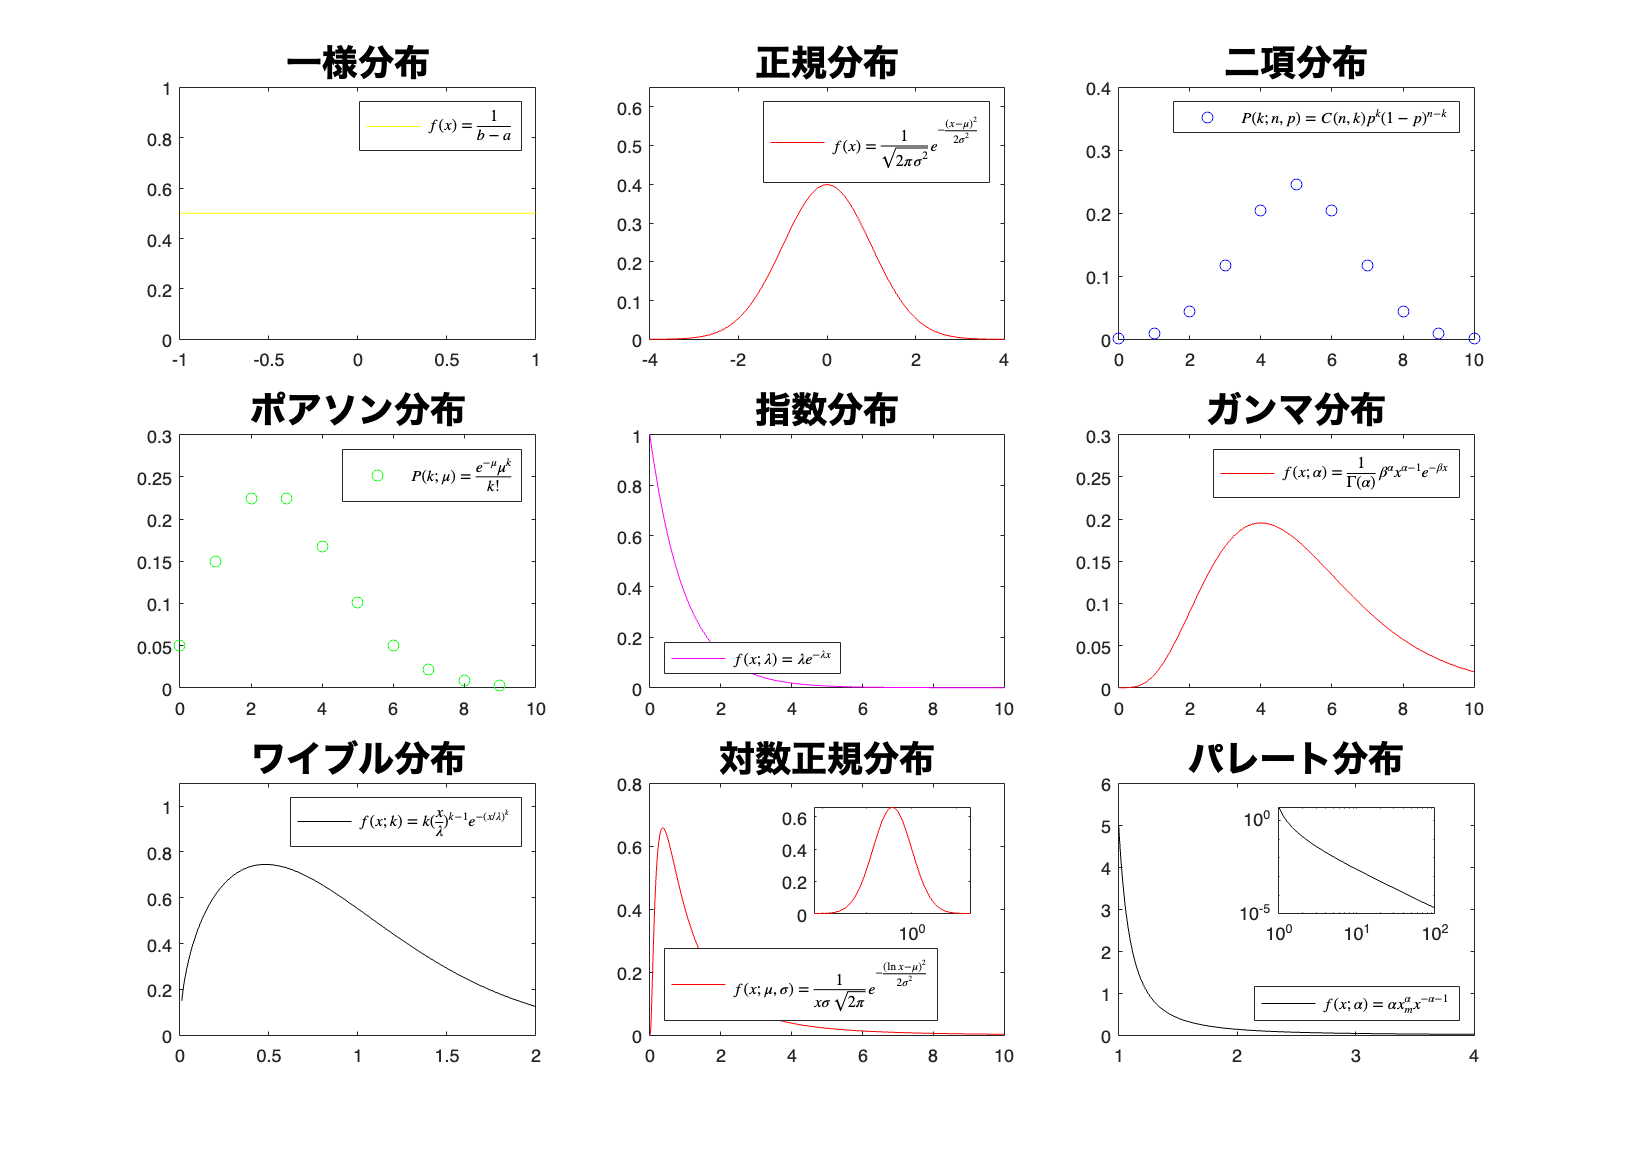 一様分布
1
0.8
0.6
0.4
0.2
0
-1 -0.5 0 0.5 1
f(x) = 1/(b − a)
正規分布
0.6
0.5
0.4
0.3
0.2
0.1
0
-4 -2 0 2 4
f(x) = 1/√(2πσ²) e^(−(x−μ)²/(2σ²))
二項分布
0.4
0.3
0.2
0.1
0
0 2 4 6 8 10
P(k; n, p) = C(n, k)p^k(1 − p)^(n−k)
ポアソン分布
0.3
0.25
0.2
0.15
0.1
0.05
0
0 2 4 6 8 10
P(k; μ) = e^(−μ)μ^k/k!
指数分布
1
0.8
0.6
0.4
0.2
0
0 2 4 6 8 10
f(x; λ) = λe^(−λx)
ガンマ分布
0.3
0.25
0.2
0.15
0.1
0.05
0
0 2 4 6 8 10
f(x; α) = 1/Γ(α) β^α x^(α−1) e^(−βx)
ワイブル分布
1
0.8
0.6
0.4
0.2
0
0 0.5 1 1.5 2
f(x; k) = k(x/λ)^(k−1) e^(−(x/λ)^k)
対数正規分布
0.8
0.6
0.4
0.2
0
0 2 4 6 8 10
0.6
0.4
0.2
0
10^0
f(x; μ, σ) = 1/(xσ√(2π)) e^(−(ln x−μ)²/(2σ²))
パレート分布
6
5
4
3
2
1
0
1 2 3 4
10^0
10^-5
10^0 10^1 10^2
f(x; α) = αx_m^α x^(−α−1)